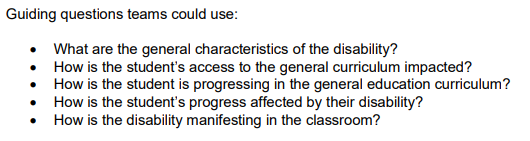 Guiding questions teams could use:
• What are the general characteristics of the disability?
• How is the student's access to the general curriculum impacted?
• How is the student is progressing in the general education curriculum?
• How is the student's progress affected by their disability?
• How is the disability manifesting in the classroom?